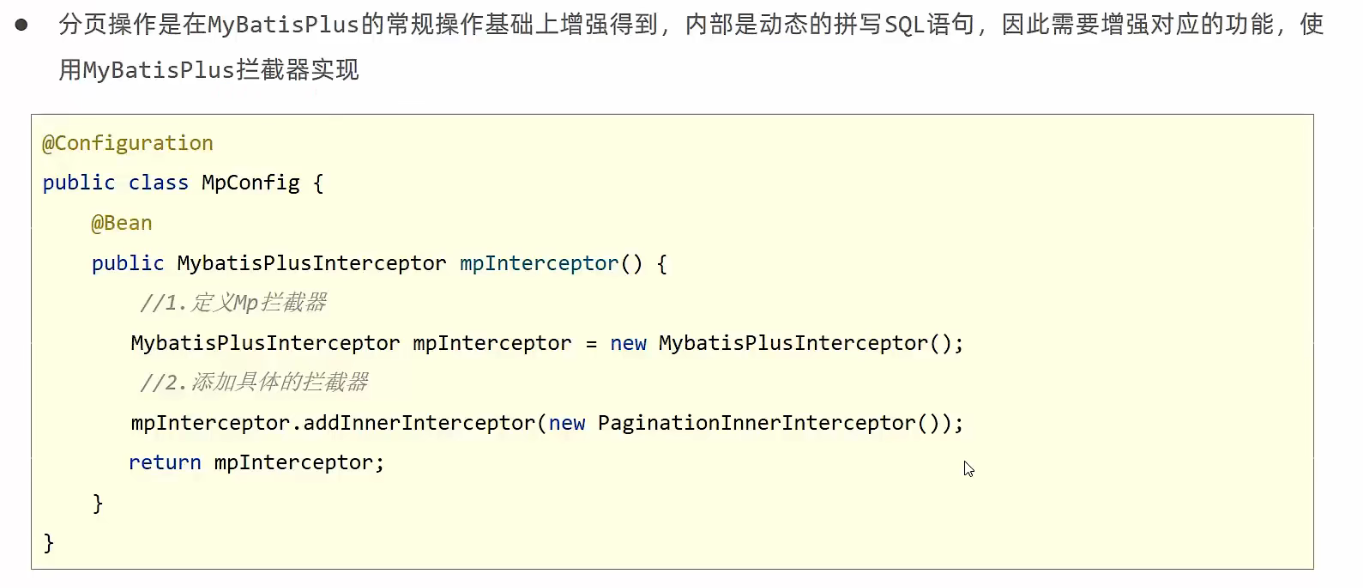 ● 分页操作是在MyBatisPlus的常规操作基础上增强得到，内部是动态的拼写SQL语句，因此需要增强对应的功能，使
用MyBatisPlus拦截器实现
@Configuration
public class MpConfig {
    @Bean
    public MybatisPlusInterceptor mpInterceptor() {
        //1.定义Mp拦截器
        MybatisPlusInterceptor mpInterceptor = new MybatisPlusInterceptor();
        //2.添加具体的拦截器
        mpInterceptor.addInnerInterceptor(new PaginationInnerInterceptor());
        return mpInterceptor;
    }
}